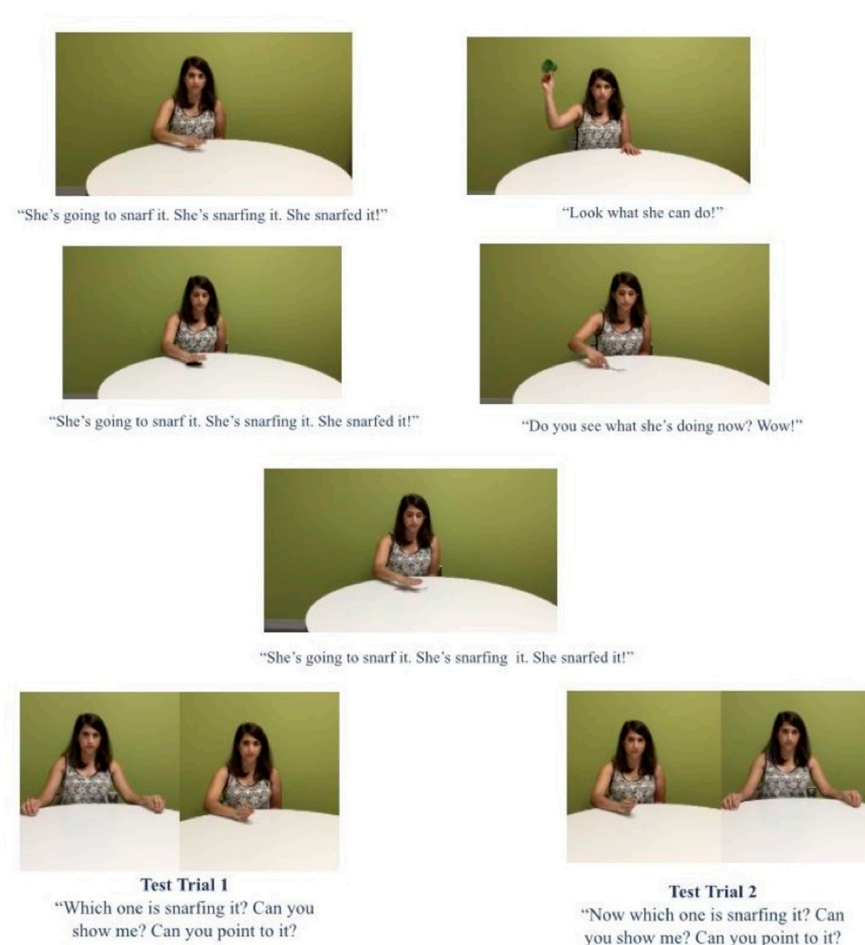 “She’s going to snarf it. She’s snarfing it. She snarfed it!”
“Look what she can do!”
“She’s going to snarf it. She’s snarfing it. She snarfed it!”
“Do you see what she’s doing now? Wow!”
“She’s going to snarf it. She’s snarfing it. She snarfed it!”
Test Trial 1
“Which one is snarfing it? Can you
show me? Can you point to it?
Test Trial 2
“Now which one is snarfing it? Can
you show me? Can you point to it?